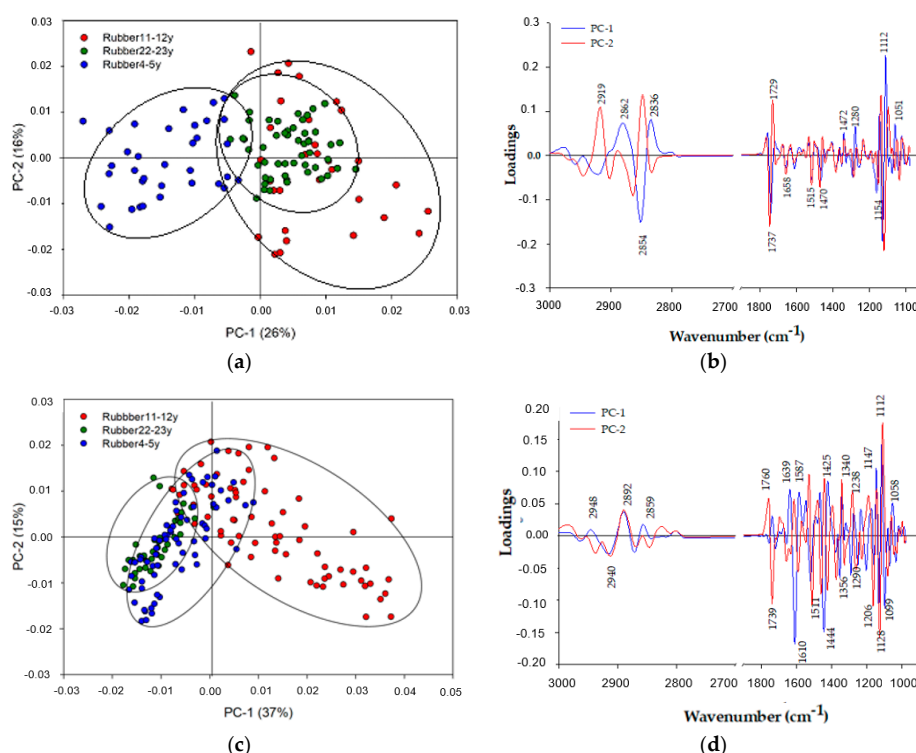 Rubber11-12y
Rubber22-23y
Rubber4-5y
PC-2 (16%)
0.03
0.02
0.01
0.00
-0.01
-0.02
-0.03
-0.03 -0.02 -0.01 0.00 0.01 0.02 0.03
PC-1 (26%)
(a)
PC-1
PC-2
Loadings
0.3
0.2
0.1
0.0
-0.1
-0.2
-0.3
2919
2862
2836
2854
1729
1737
1658
1515
1470
1472
1280
1154
1112
1051
3000 2900 2800 2700 1800 1600 1400 1200 1100
Wavenumber (cm-1)
(b)
Rubbber11-12y
Rubber22-23y
Rubber4-5y
PC-2 (15%)
0.03
0.02
0.01
0.00
-0.01
-0.02
-0.03
-0.03 -0.02 -0.01 0.00 0.01 0.02 0.03 0.04 0.05
PC-1 (37%)
(c)
PC-1
PC-2
Loadings
0.20
0.15
0.10
0.05
0.00
-0.05
-0.10
-0.15
-0.20
2948
2892
2859
2940
1760
1739
1639
1587
1610
1511
1425
1444
1340
1356
1238
1290
1147
1206
1112
1128
1099
1058
3000 2900 2800 2700 1800 1600 1400 1200 1000
Wavenumber (cm-1)
(d)